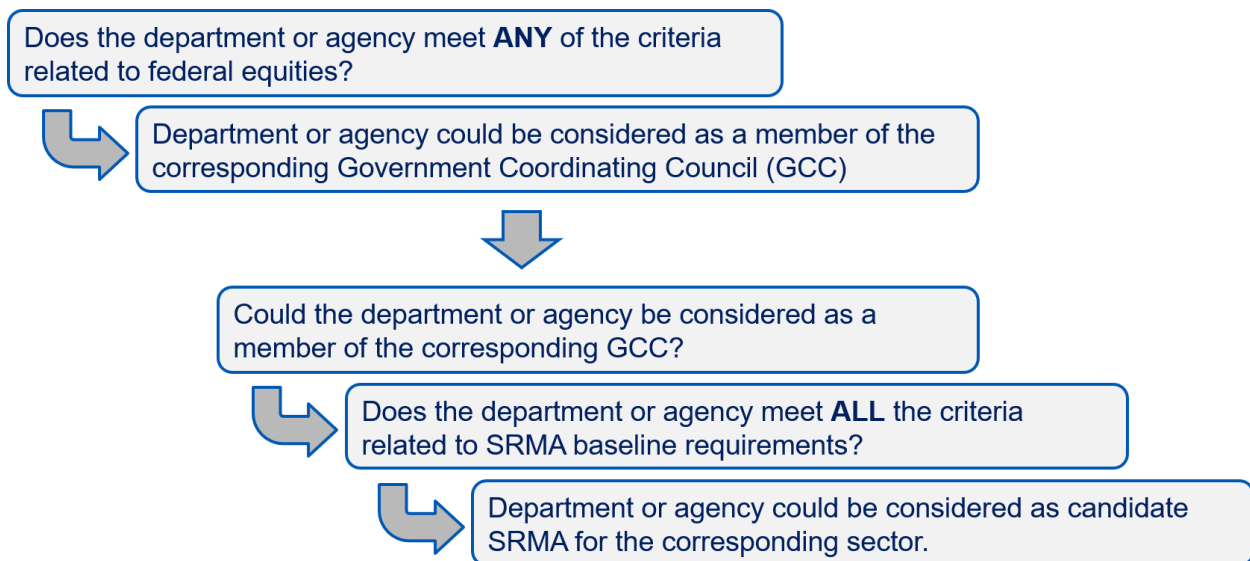 Does the department or agency meet ANY of the criteria
related to federal equities?
Department or agency could be considered as a member of the
corresponding Government Coordinating Council (GCC)
Could the department or agency be considered as a
member of the corresponding GCC?
Does the department or agency meet ALL the criteria
related to SRMA baseline requirements?
Department or agency could be considered as candidate
SRMA for the corresponding sector.